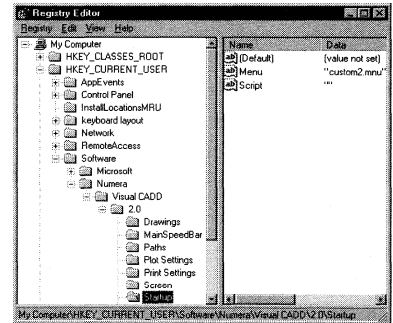 Registry Editor
Registry Edit View Help
My Computer
HKEY_CLASSES_ROOT
HKEY_CURRENT_USER
AppEvents
Control Panel
InstallLocationsMRU
keyboard layout
Network
RemoteAccess
Software
Microsoft
Numera
Visual CADD
2.0
Drawings
MainSpeedBar
Paths
Plot Settings
Print Settings
Screen
Startup
Name Data
(Default) (value not set)
Menu "custom2.mnu"
Script ""
My Computer\HKEY_CURRENT_USER\Software\Numera\Visual CADD\2.0\Startup